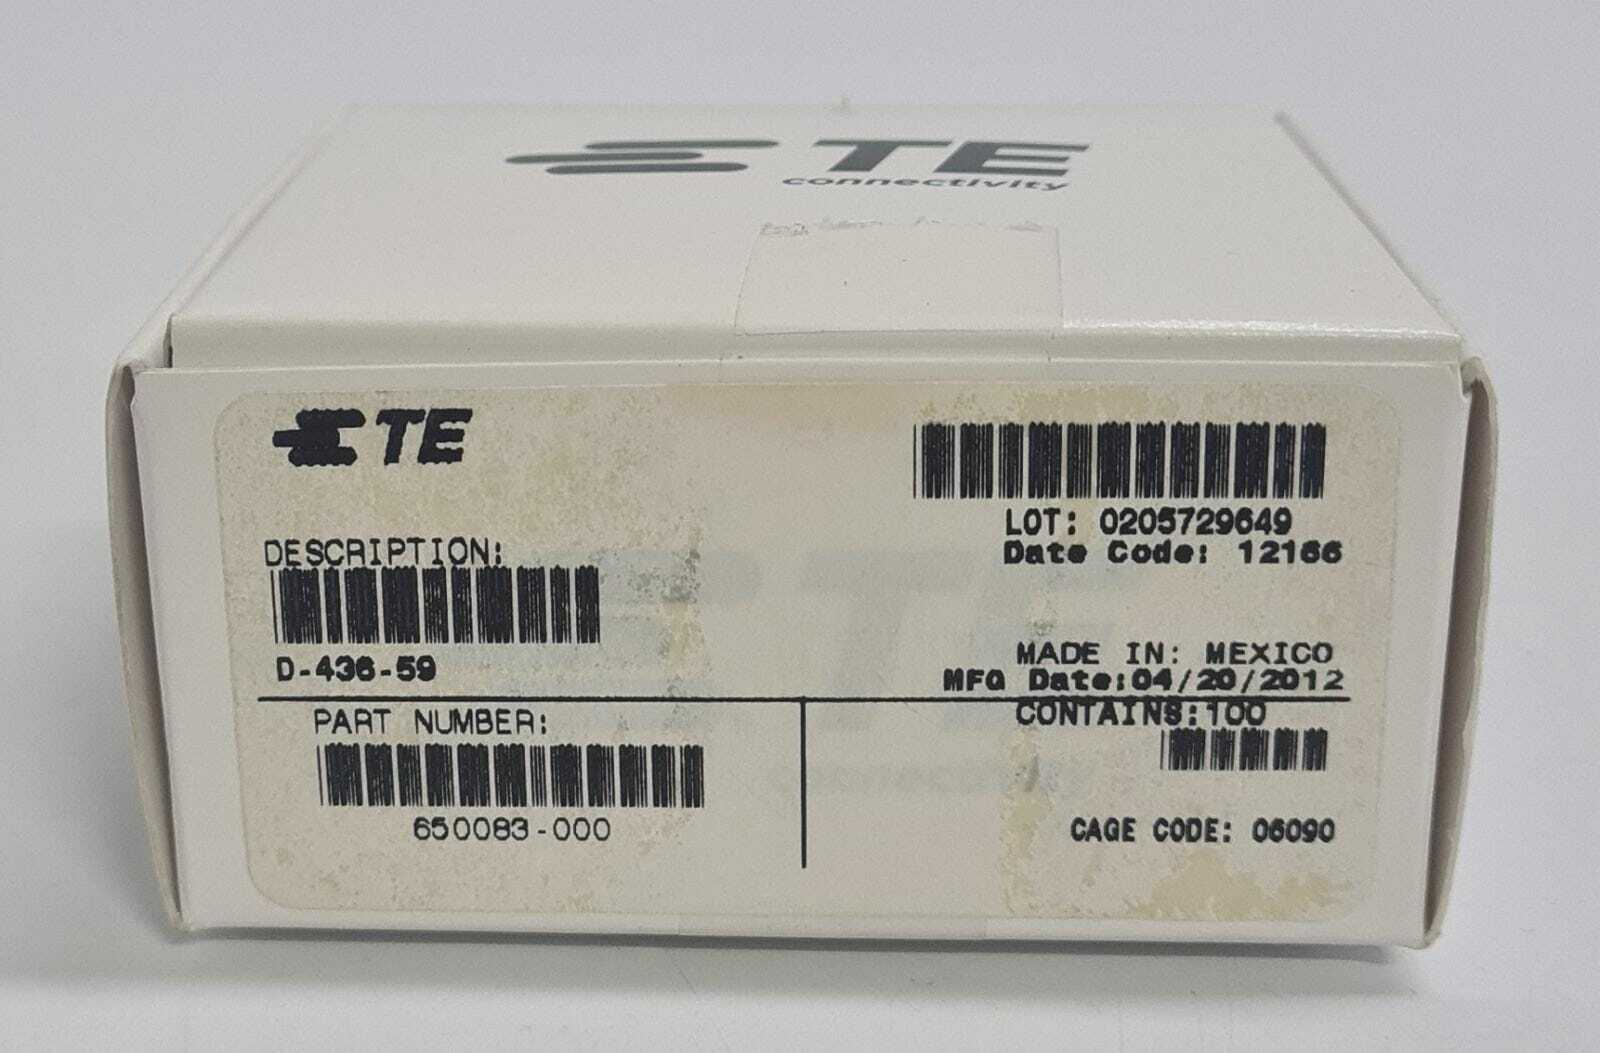 TE
connectivity
TE
LOT: 0205729649
Date Code: 12166
DESCRIPTION:
D-436-59
MADE IN: MEXICO
MFG Date:04/20/2012
PART NUMBER:
650083-000
CONTAINS:100
CAGE CODE: 06090